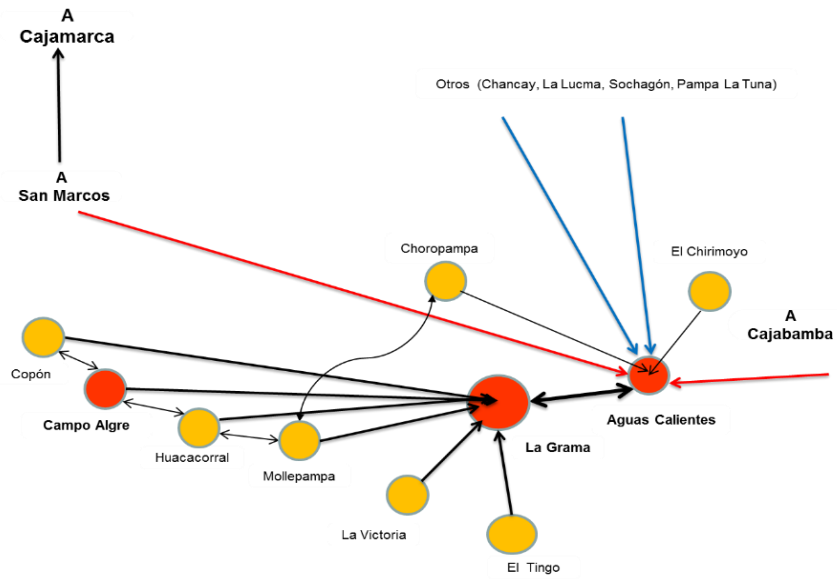 A
Cajamarca
Otros (Chancay, La Lucma, Sochagón, Pampa La Tuna)
A
San Marcos
Choropampa
El Chirimoyo
A
Cajabamba
Copón
Campo Algre
Aguas Calientes
La Grama
Huacacorral
Mollepampa
La Victoria
El Tingo